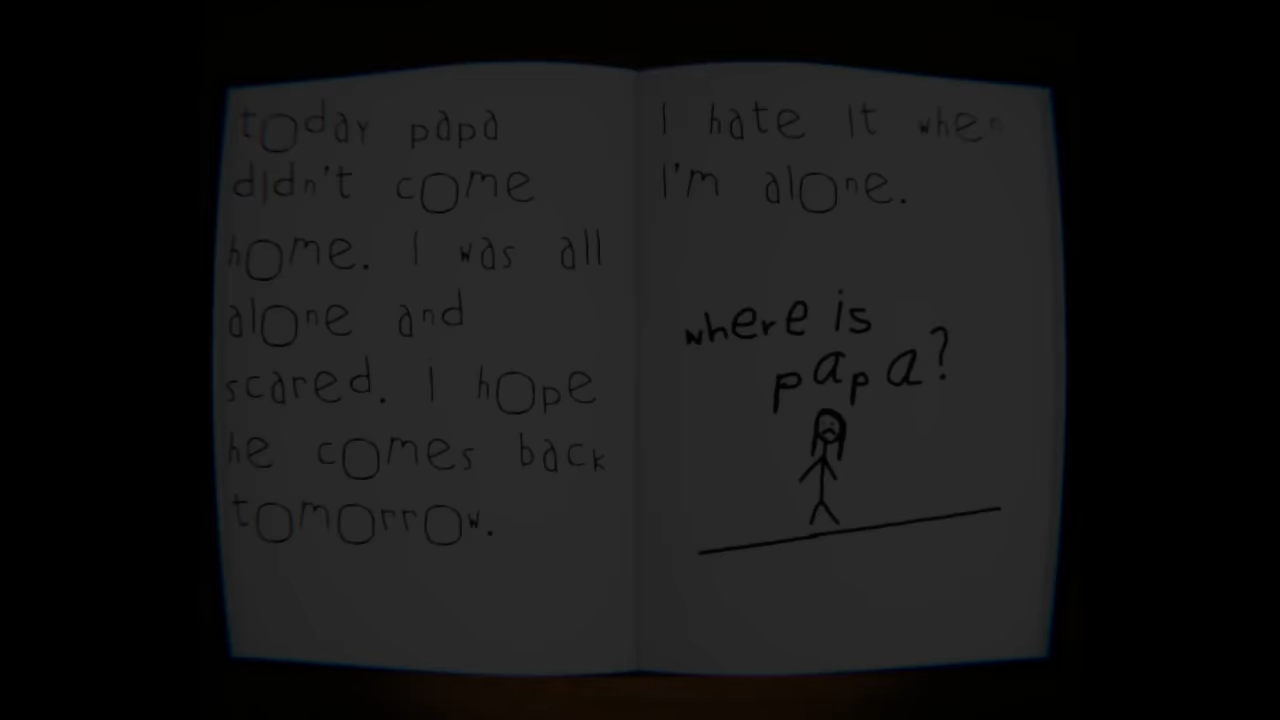 today papa
didn't come
home. I was all
alone and
scared. I hope
he comes back
tomorrow.
I hate it when
I'm alone.
where is
papa?